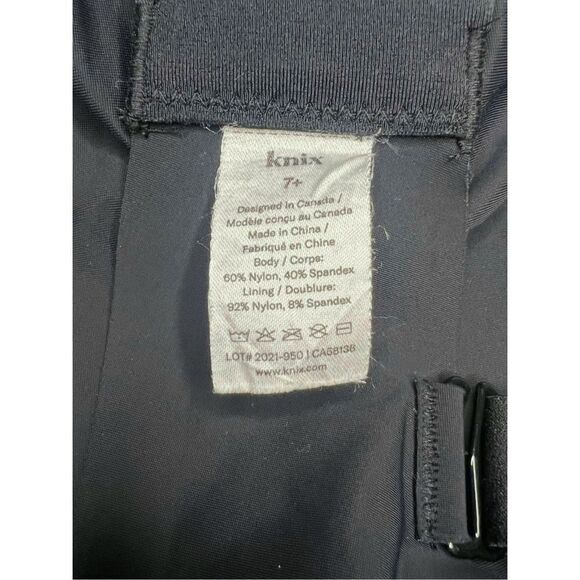 knix
7+
Designed in Canada /
Modèle conçu au Canada
Made in China /
Fabriqué en Chine
Body / Corps:
60% Nylon, 40% Spandex
Lining / Doublure:
92% Nylon, 8% Spandex
LOT# 2021-950 | CA58138
www.knix.com